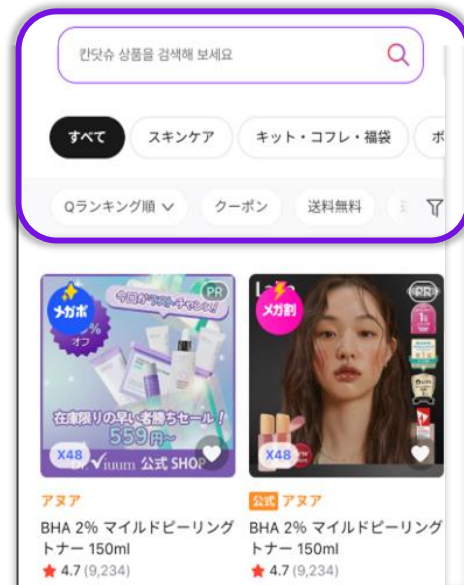 칸닷슈 상품을 검색해 보세요
すべて
スキンケア
キット・コフレ・福袋
ボ
Qランキング順
クーポン
送料無料
今回がラストチャンス!
PR
メガポ
%
オフ
在庫限りの早い者勝ちセール!
559円~
X48
iuum 公式 SHOP
PR
メガ割
X48
アヌア
BHA 2% マイルドピーリング
トナー 150ml
4.7 (9,234)
公式 アヌア
BHA 2% マイルドピーリング
トナー 150ml
4.7 (9,234)